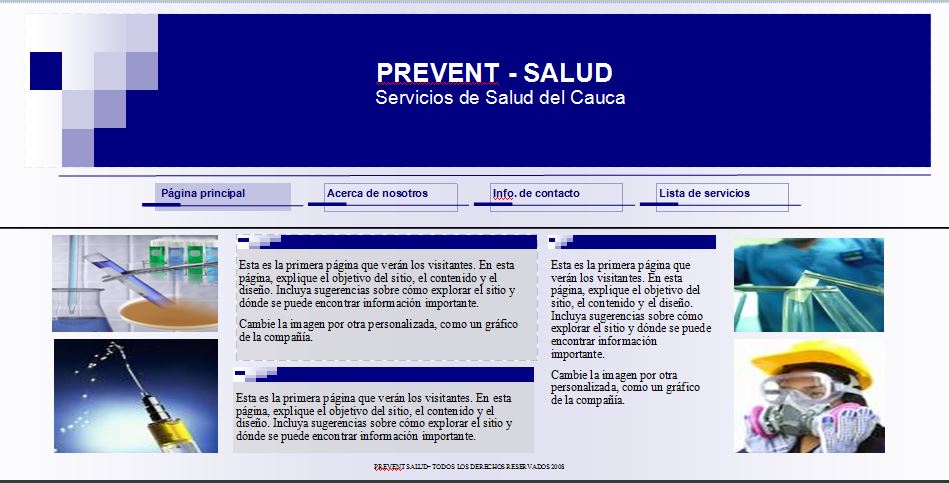 PREVENT - SALUD
Servicios de Salud del Cauca
Página principal
Acerca de nosotros
Info. de contacto
Lista de servicios
Esta es la primera página que verán los visitantes. En esta
página, explique el objetivo del sitio, el contenido y el
diseño. Incluya sugerencias sobre cómo explorar el sitio y
dónde se puede encontrar información importante.
Cambie la imagen por otra personalizada, como un gráfico
de la compañía.
Esta es la primera página que verán los visitantes. En esta
página, explique el objetivo del sitio, el contenido y el
diseño. Incluya sugerencias sobre cómo explorar el sitio y
dónde se puede encontrar información importante.
Esta es la primera página que
verán los visitantes. En esta
página, explique el objetivo del
sitio, el contenido y el diseño.
Incluya sugerencias sobre cómo
explorar el sitio y dónde se puede
encontrar información
importante.
Cambie la imagen por otra
personalizada, como un gráfico
de la compañía.
PREVENT SALUD- TODOS LOS DERECHOS RESERVADOS 2008